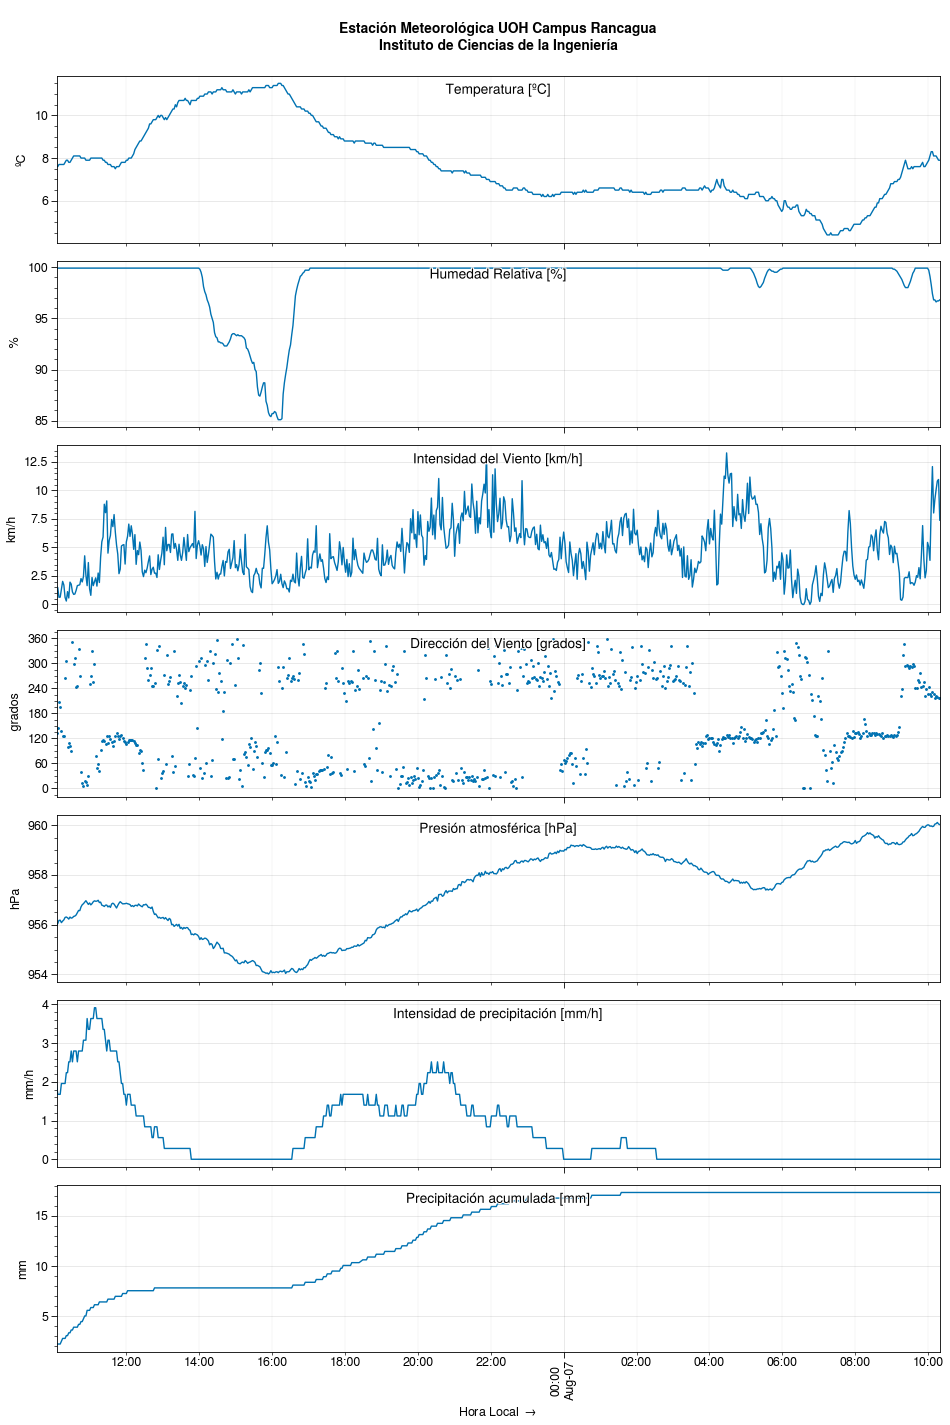 Estación Meteorológica UOH Campus Rancagua
Instituto de Ciencias de la Ingeniería
Temperatura [ºC]
10
8
6
ºC
Humedad Relativa [%]
100
95
90
85
%
Intensidad del Viento [km/h]
12.5
10
7.5
5
2.5
0
km/h
Dirección del Viento [grados]
360
300
240
180
120
60
0
grados
Presión atmosférica [hPa]
960
958
956
954
hPa
Intensidad de precipitación [mm/h]
4
3
2
1
0
mm/h
Precipitación acumulada [mm]
15
10
5
mm
12:00 14:00 16:00 18:00 20:00 22:00 00:00 02:00 04:00 06:00 08:00 10:00
Aug-07
Hora Local →